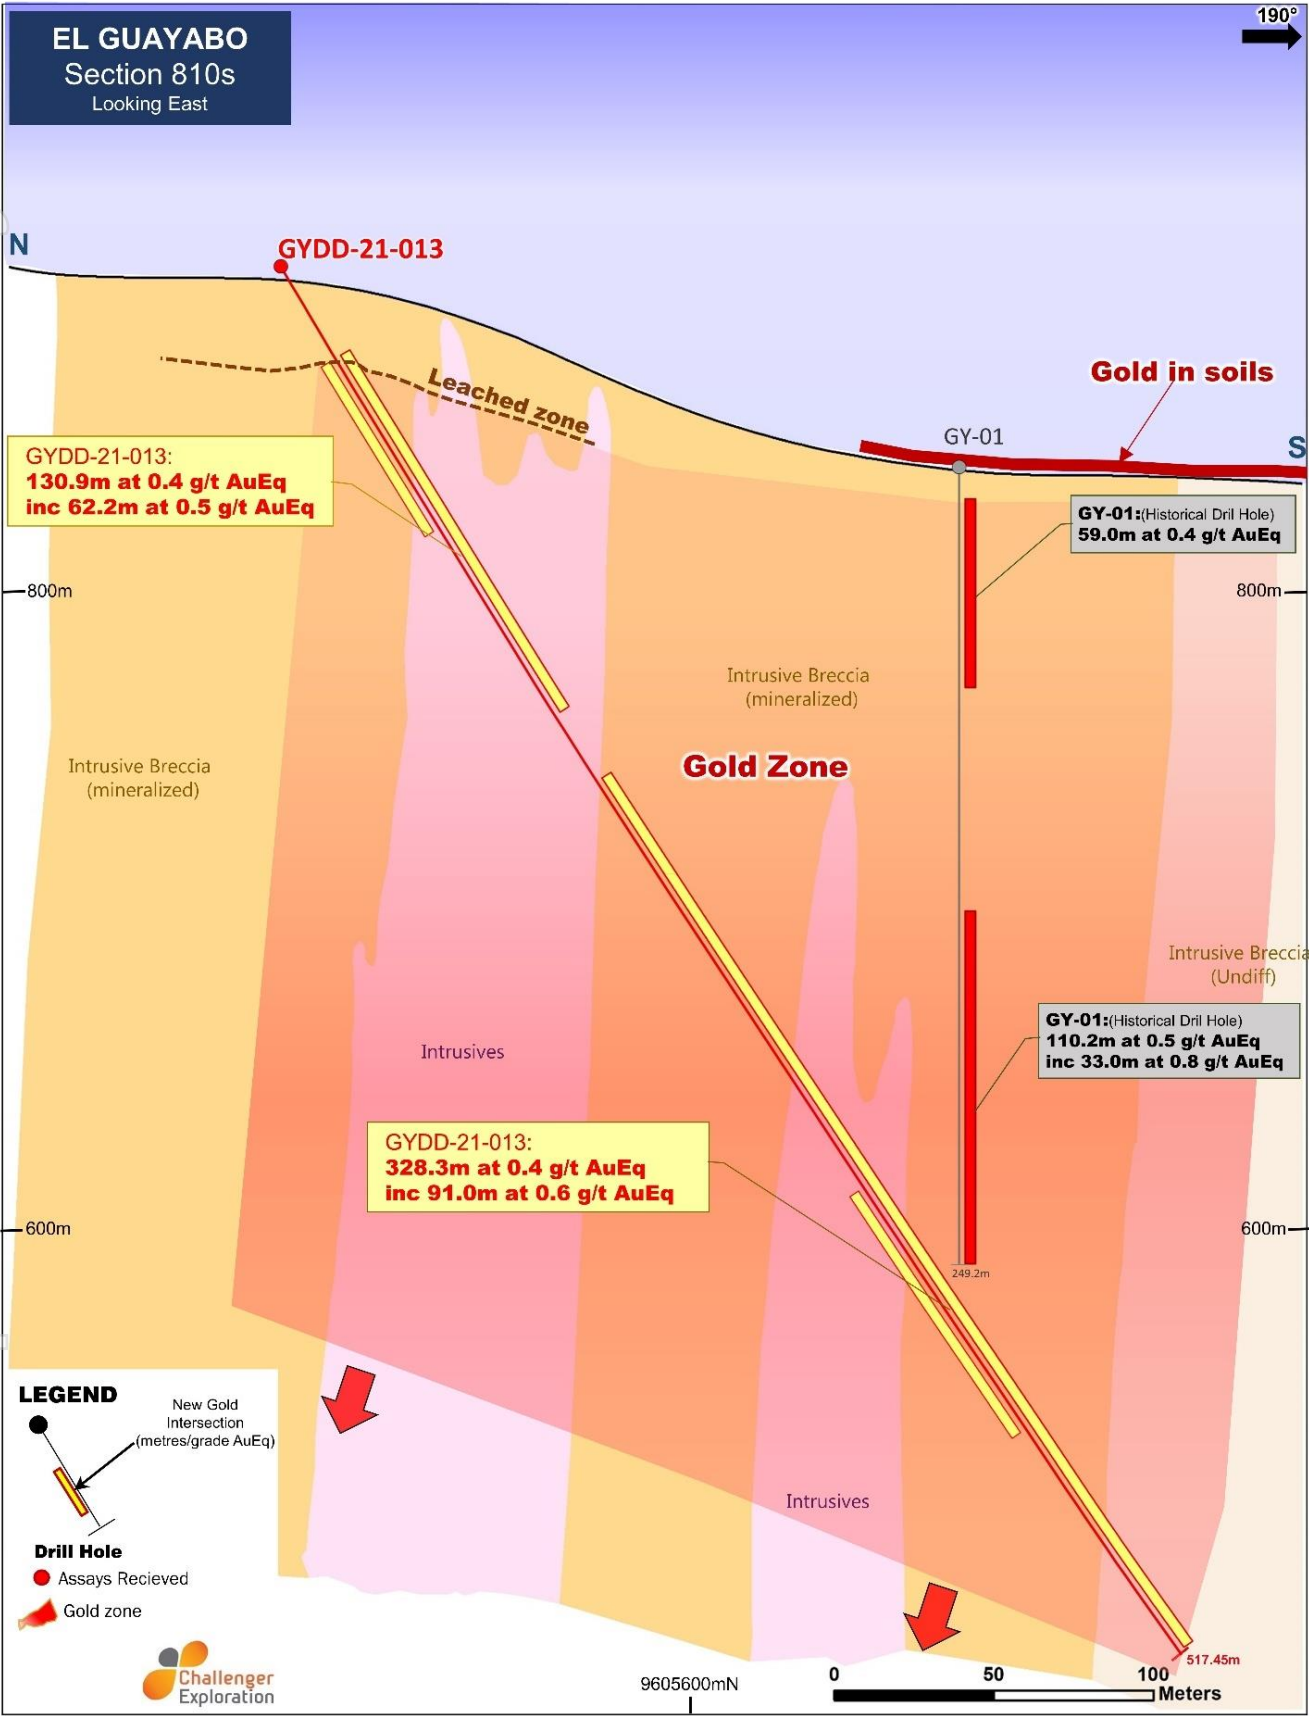 EL GUAYABO
Section 810s
Looking East
190°
N
GYDD-21-013
Leached zone
Gold in soils
GY-01
S
GYDD-21-013:
130.9m at 0.4 g/t AuEq
inc 62.2m at 0.5 g/t AuEq
GY-01:(Historical Dril Hole)
59.0m at 0.4 g/t AuEq
800m
800m
Intrusive Breccia
(mineralized)
Gold Zone
Intrusive Breccia
(mineralized)
Intrusive Breccia
(Undiff)
GY-01:(Historical Drill Hole)
110.2m at 0.5 g/t AuEq
inc 33.0m at 0.8 g/t AuEq
Intrusives
GYDD-21-013:
328.3m at 0.4 g/t AuEq
inc 91.0m at 0.6 g/t AuEq
600m
600m
249.2m
LEGEND
New Gold
Intersection
(metres/grade AuEq)
Drill Hole
Assays Recieved
Gold zone
Intrusives
Challenger
Exploration
517.45m
9605600mN
0 50 100
Meters